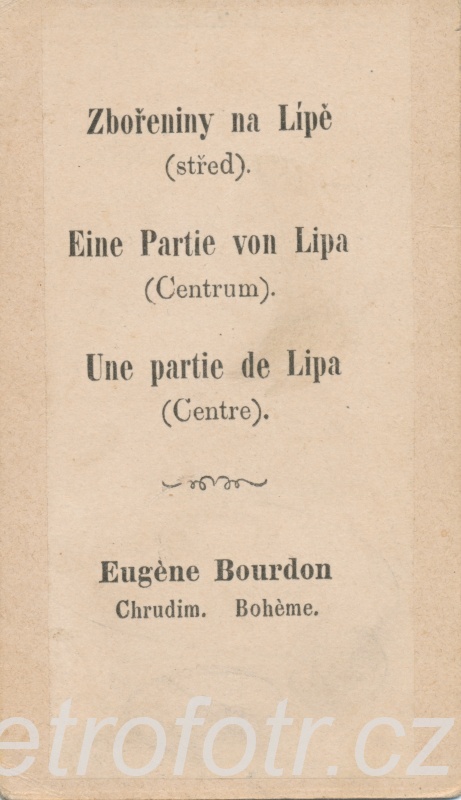 Zbořeniny na Lípě
(střed).
Eine Partie von Lipa
(Centrum).
Une partie de Lipa
(Centre).
Eugène Bourdon
Chrudim. Bohème.
etrofotr.cz